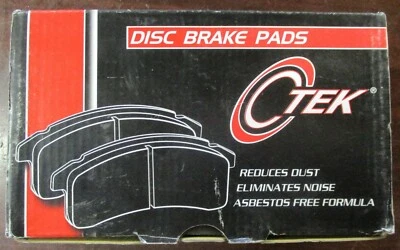 DISC BRAKE PADS
CTEK®
REDUCES DUST
ELIMINATES NOISE
ASBESTOS FREE FORMULA